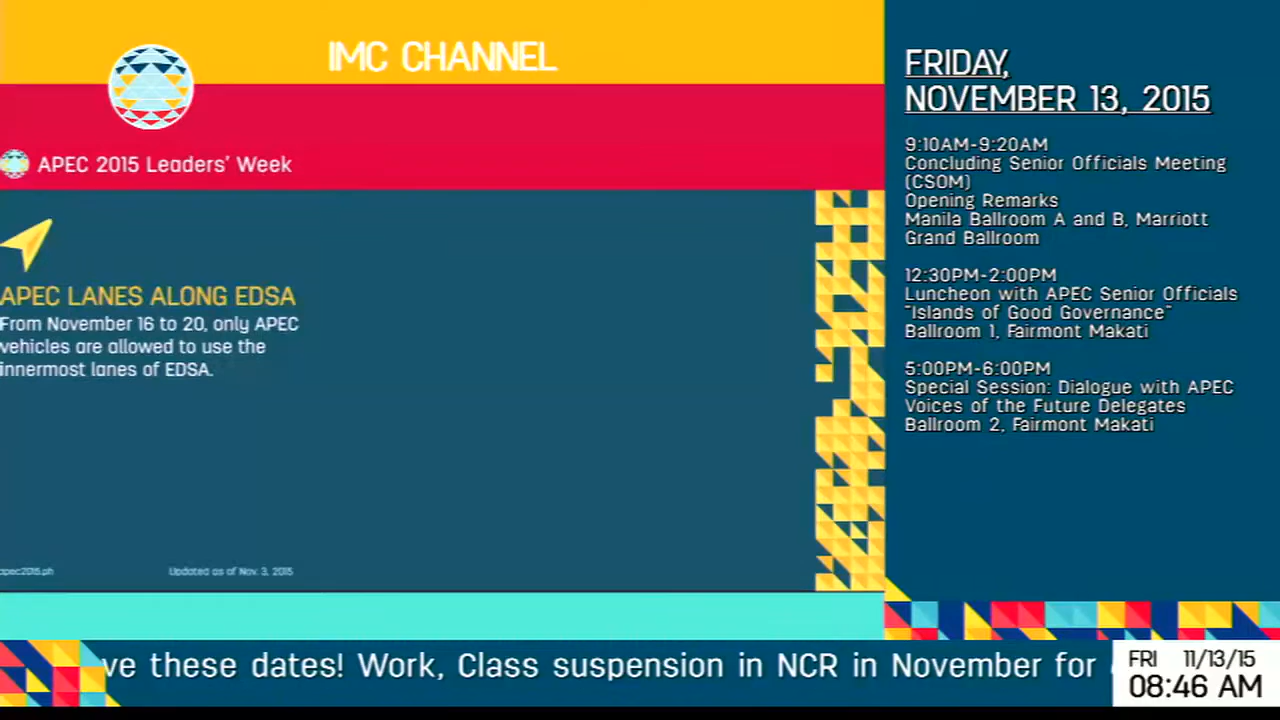 IMC CHANNEL
APEC 2015 Leaders' Week
APEC LANES ALONG EDSA
From November 16 to 20, only APEC
vehicles are allowed to use the
innermost lanes of EDSA.
apec2015.ph
Updated as of Nov. 3, 2015
FRIDAY,
NOVEMBER 13, 2015
9:10AM-9:20AM
Concluding Senior Officials Meeting
(CSOM)
Opening Remarks
Manila Ballroom A and B, Marriott
Grand Ballroom
12:30PM-2:00PM
Luncheon with APEC Senior Officials
"Islands of Good Governance"
Ballroom 1, Fairmont Makati
5:00PM-6:00PM
Special Session: Dialogue with APEC
Voices of the Future Delegates
Ballroom 2, Fairmont Makati
ve these dates! Work, Class suspension in NCR in November for
FRI 11/13/15
08:46 AM